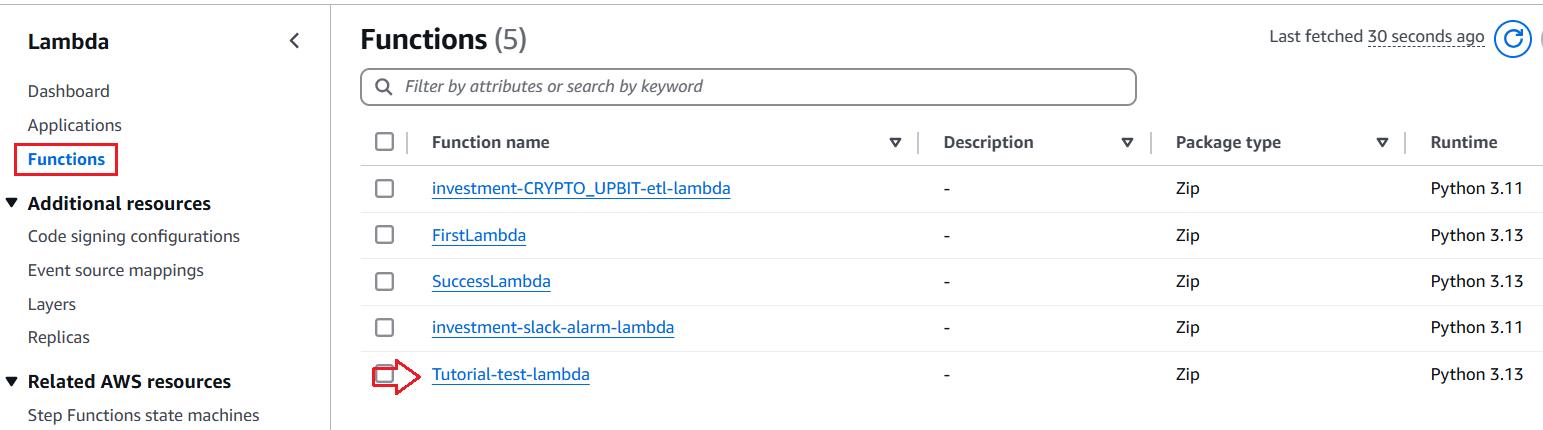 Lambda
Dashboard
Applications
Functions
Additional resources
Code signing configurations
Event source mappings
Layers
Replicas
Related AWS resources
Step Functions state machines
Functions (5)
Last fetched 30 seconds ago
Filter by attributes or search by keyword
Function name Description Package type Runtime
investment-CRYPTO_UPBIT-etl-lambda - Zip Python 3.11
FirstLambda - Zip Python 3.13
SuccessLambda - Zip Python 3.13
investment-slack-alarm-lambda - Zip Python 3.11
Tutorial-test-lambda - Zip Python 3.13